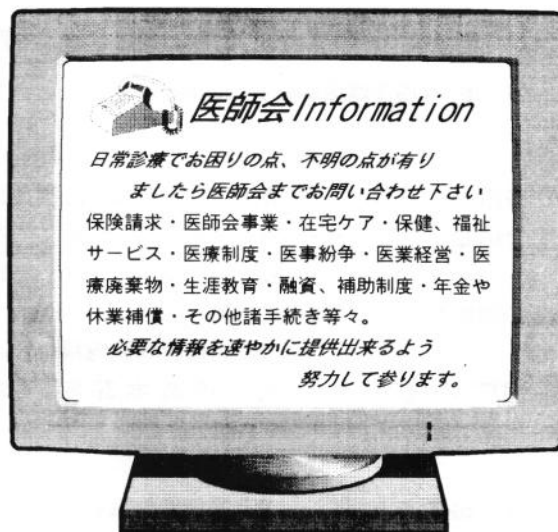 医師会Information
日常診療でお困りの点、不明の点が有り
ましたら医師会までお問い合わせ下さい
保険請求・医師会事業・在宅ケア・保健、福祉
サービス・医療制度・医事紛争・医業経営・医
療廃棄物・生涯教育・融資、補助制度・年金や
休業補償・その他諸手続き等々。
必要な情報を速やかに提供出来るよう
努力して参ります。